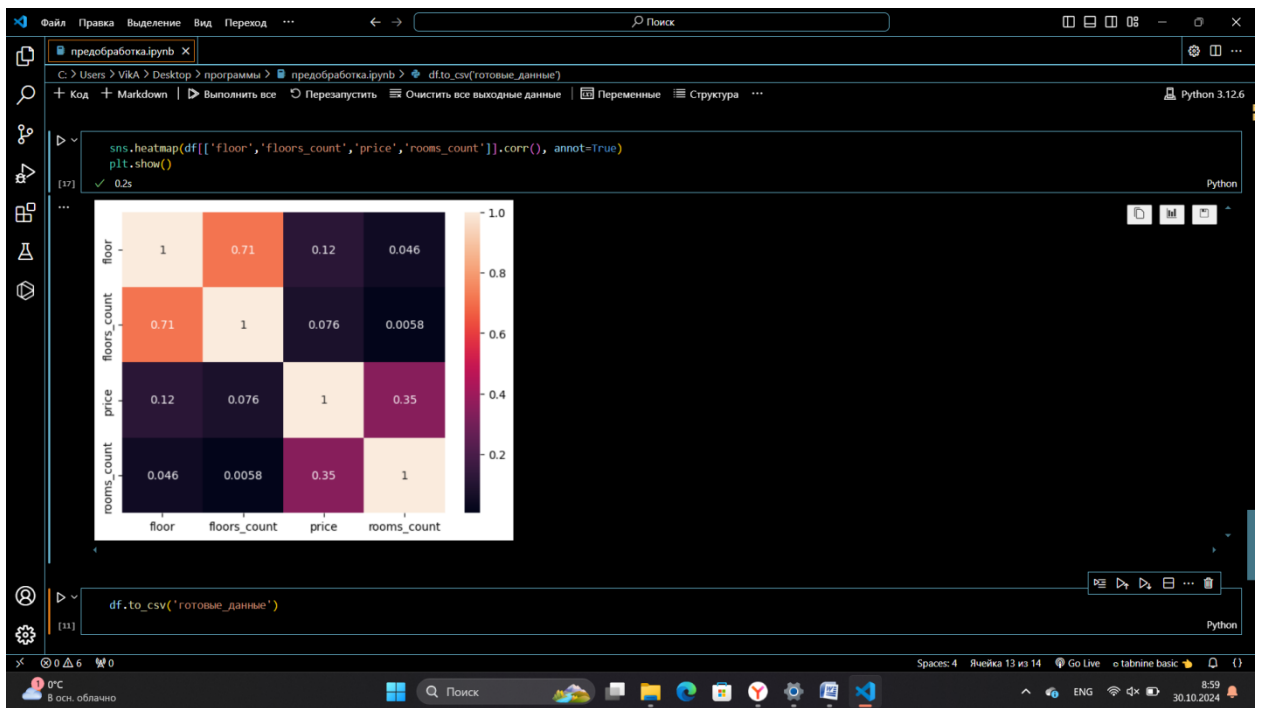 Файл Правка Выделение Вид Переход ··· Поиск
предобработка.ipynb
C: > Users > VikA > Desktop > программы > предобработка.ipynb > df.to_csv('готовые_данные')
+ Код + Markdown | Выполнить все Перезапустить Очистить все выходные данные | Переменные Структура ··· Python 3.12.6
sns.heatmap(df[['floor','floors_count','price','rooms_count']].corr(), annot=True)
plt.show()
[17] ✓ 0.2s Python
1.0
floor 1 0.71 0.12 0.046
0.8
floors_count 0.71 1 0.076 0.0058
0.6
price 0.12 0.076 1 0.35
0.4
rooms_count 0.046 0.0058 0.35 1
0.2
floor floors_count price rooms_count
df.to_csv('готовые_данные')
[11] Python
0 6 0 Spaces: 4 Ячейка 13 из 14 Go Live tabnine basic {}
1 0°C Поиск ENG 8:59
В осн. облачно 30.10.2024